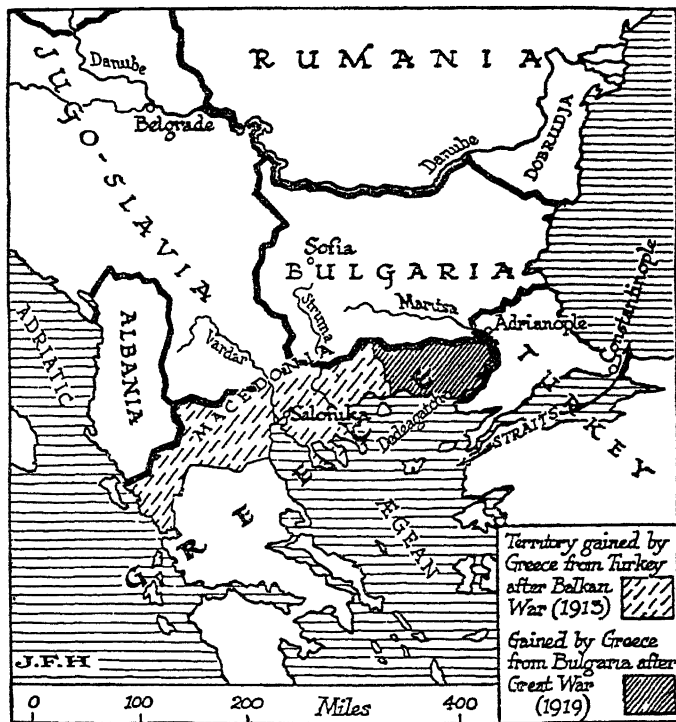 RUMANIA
JUGO-SLAVIA
Danube
Belgrade
Danube
DOBRUDJA
Sofia
BULGARIA
Struma
Maritsa
Adrianople
Constantinople
ADRIATIC
ALBANIA
Vardar
MACEDONIA
Salonika
Dedeagatch
STRAITS
TURKEY
GREECE
ÆGEAN
Territory gained by
Greece from Turkey
after Balkan
War (1913)
Gained by Greece
from Bulgaria after
Great War
(1919)
J.F.H
0 100 200 Miles 400